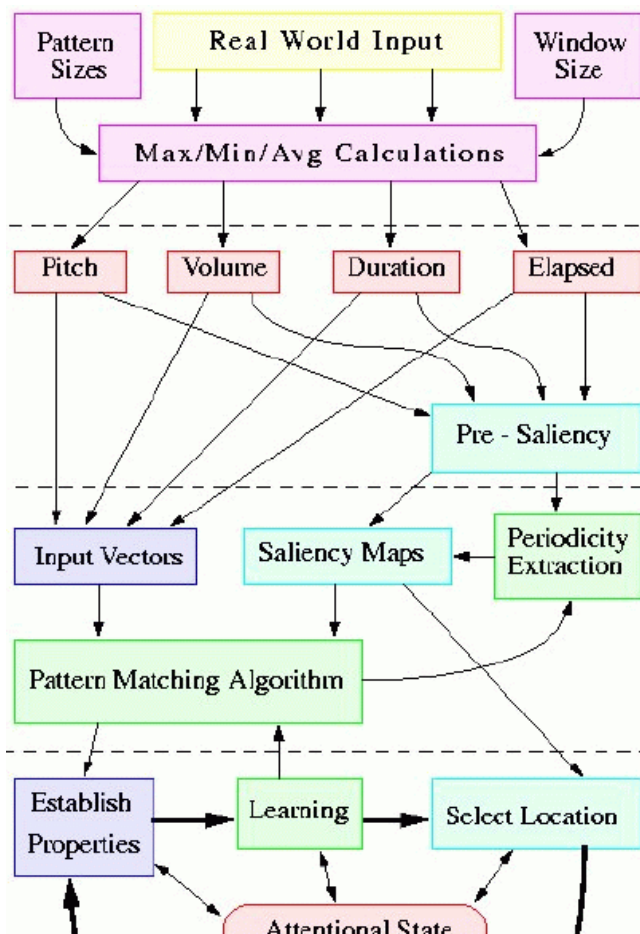 Pattern
Sizes
Real World Input
Window
Size
Max/Min/Avg Calculations
Pitch
Volume
Duration
Elapsed
Pre - Saliency
Input Vectors
Saliency Maps
Periodicity
Extraction
Pattern Matching Algorithm
Establish
Properties
Learning
Select Location
Attentional State